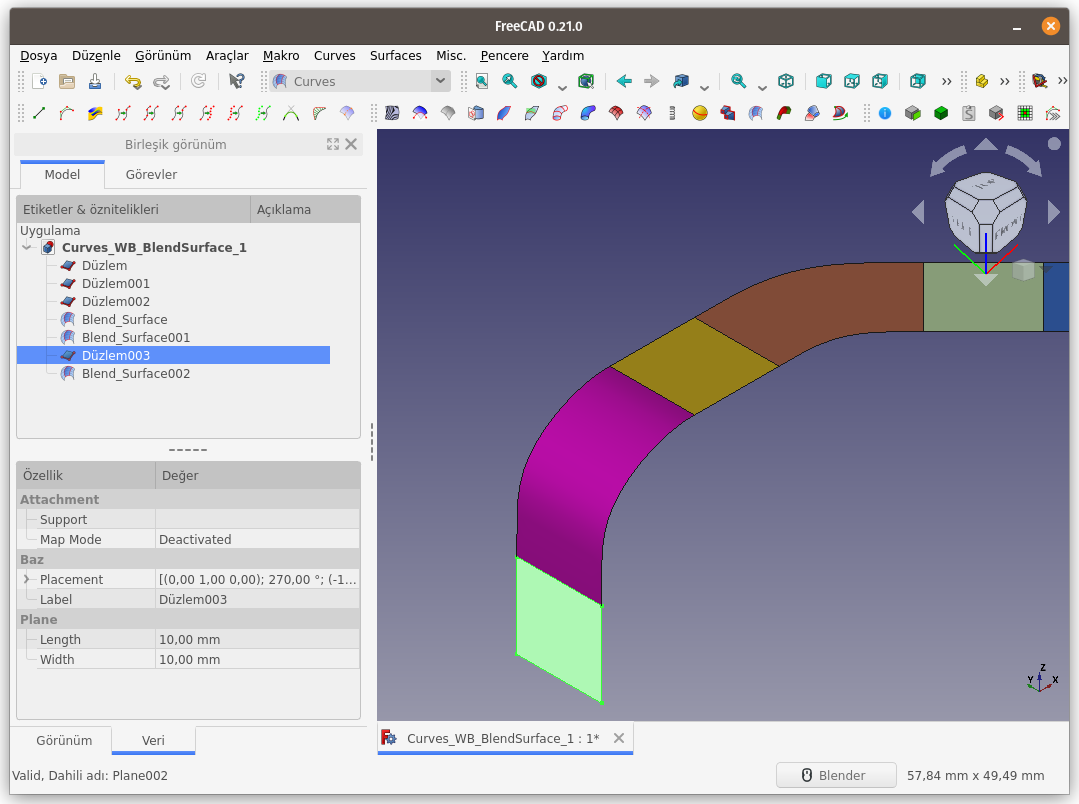 FreeCAD 0.21.0
Dosya Düzenle Görünüm Araçlar Makro Curves Surfaces Misc. Pencere Yardım
Curves
Birleşik görünüm
Model Görevler
Etiketler & öznitelikleri Açıklama
Uygulama
Curves_WB_BlendSurface_1
Düzlem
Düzlem001
Düzlem002
Blend_Surface
Blend_Surface001
Düzlem003
Blend_Surface002
Özellik Değer
Attachment
Support
Map Mode Deactivated
Baz
Placement [(0,00 1,00 0,00); 270,00 °; (-1...
Label Düzlem003
Plane
Length 10,00 mm
Width 10,00 mm
Z
Y X
Görünüm Veri
Curves_WB_BlendSurface_1 : 1*
Valid, Dahili adı: Plane002
Blender 57,84 mm x 49,49 mm